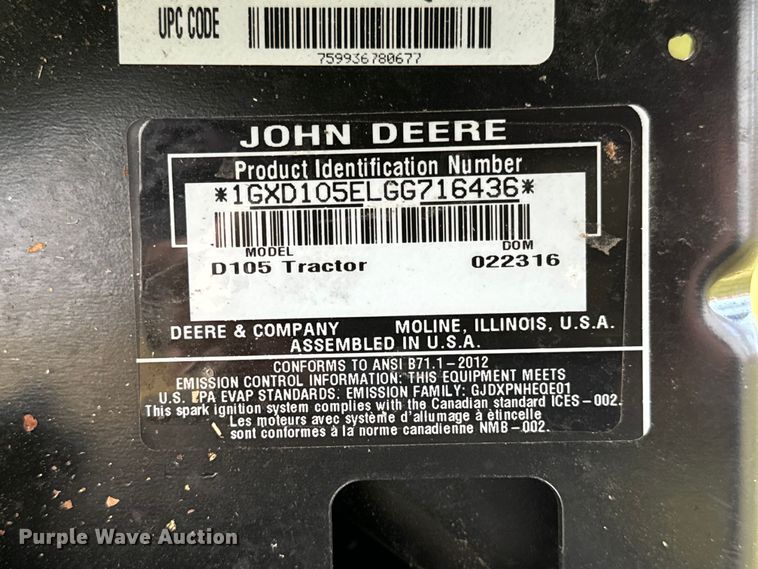 UPC CODE
759936780677
JOHN DEERE
Product Identification Number
*1GXD105ELGG716436*
MODEL DOM
D105 Tractor 022316
DEERE & COMPANY MOLINE, ILLINOIS, U.S.A.
ASSEMBLED IN U.S.A.
CONFORMS TO ANSI B71.1-2012
EMISSION CONTROL INFORMATION: THIS EQUIPMENT MEETS
U.S. EPA EVAP STANDARDS. EMISSION FAMILY: GJDXPNHEQE01
This spark ignition system complies with the Canadian standard ICES-002.
Les moteurs avec système d'allumage à étincelle
sont conformes à la norme canadienne NMB-002.
Purple Wave Auction